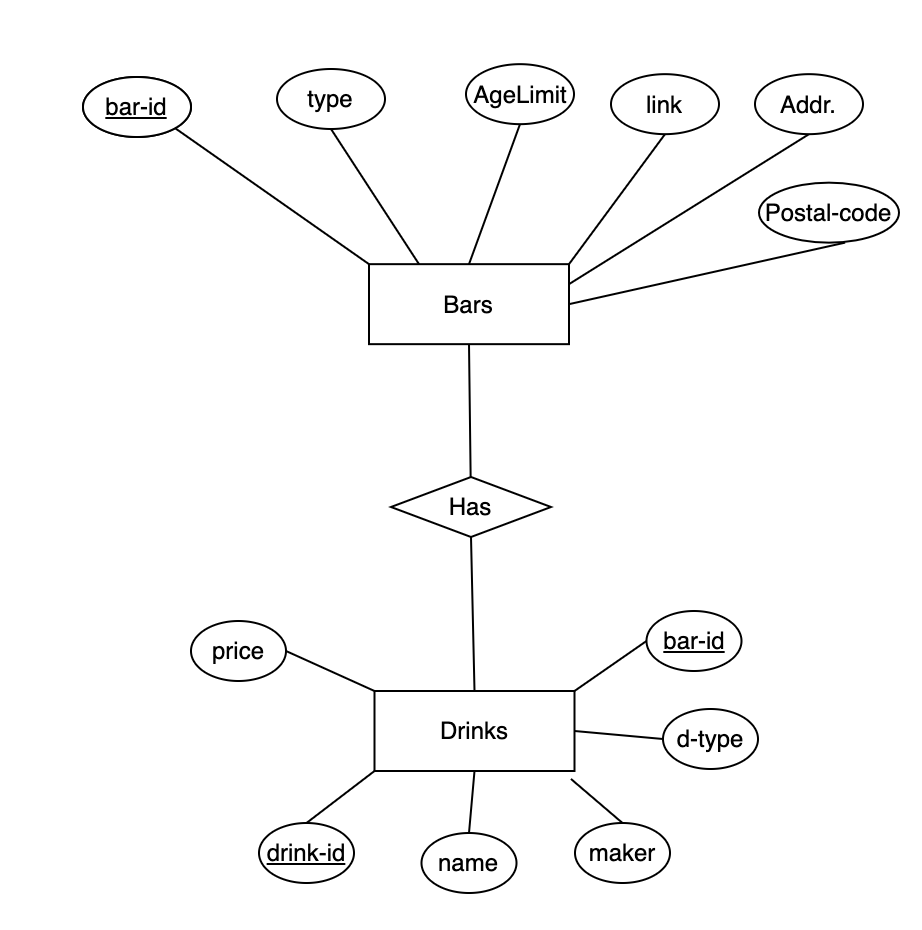 bar-id
type
AgeLimit
link
Addr.
Postal-code
Bars
Has
price
bar-id
Drinks
d-type
drink-id
name
maker